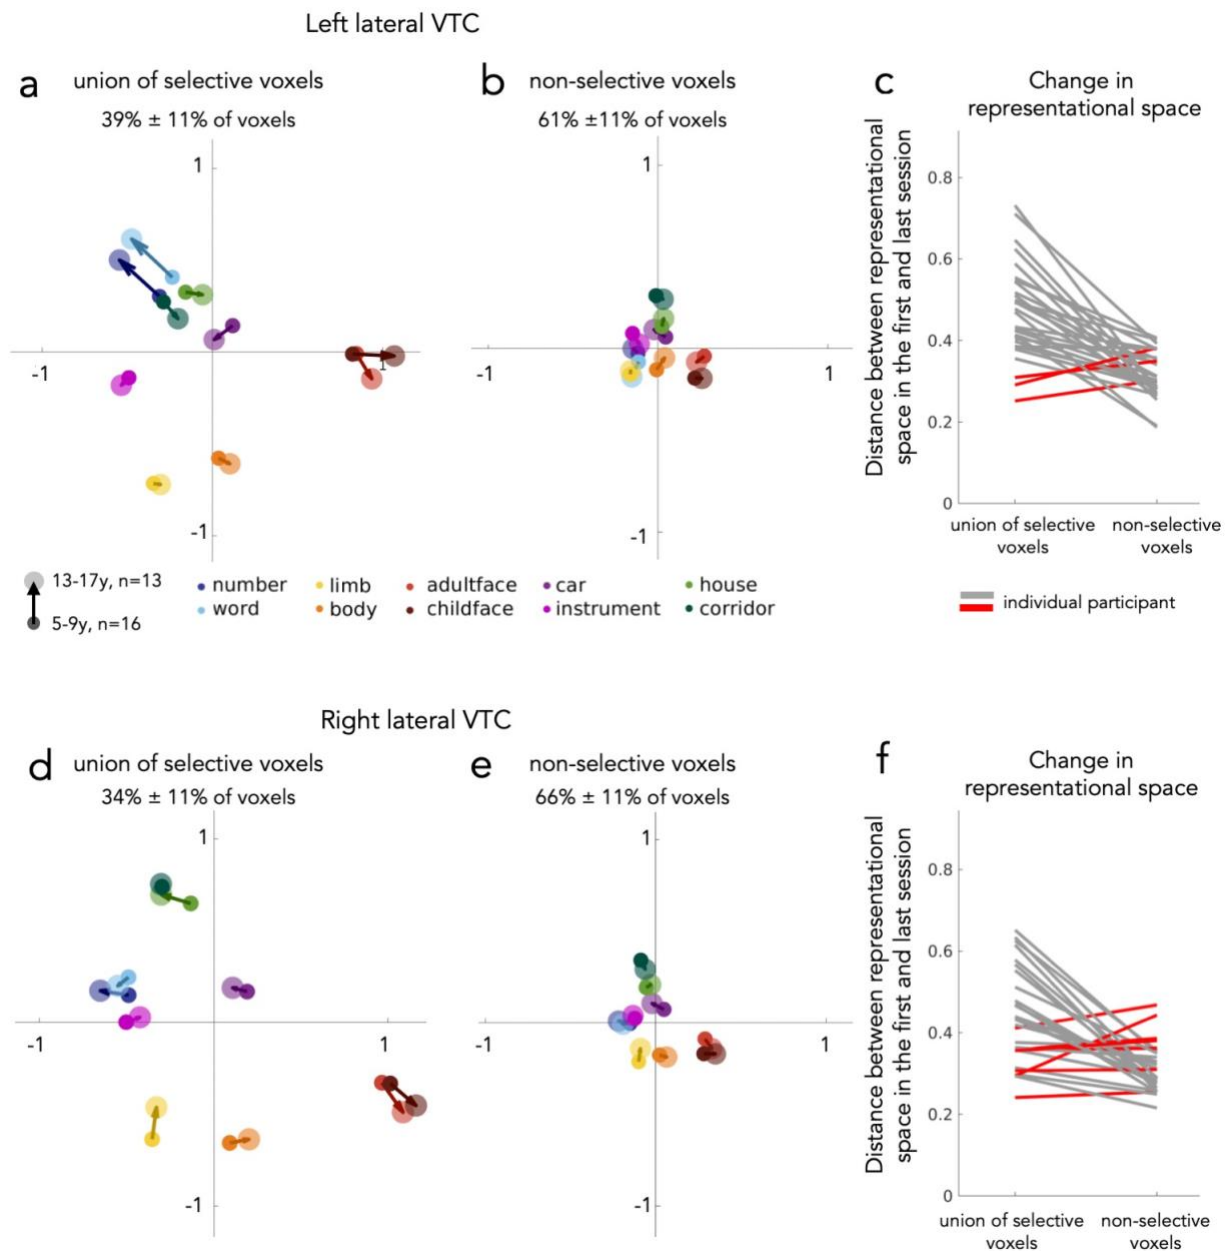 Left lateral VTC
a
union of selective voxels
39% ± 11% of voxels
1
-1
1
-1
b
non-selective voxels
61% ±11% of voxels
1
-1
1
-1
c
Change in
representational space
Distance between representational
space in the first and last session
0.8
0.6
0.4
0.2
0
union of selective
voxels
non-selective
voxels
13-17y, n=13
5-9y, n=16
number
word
limb
body
adultface
childface
car
instrument
house
corridor
individual participant
Right lateral VTC
d
union of selective voxels
34% ± 11% of voxels
1
-1
1
-1
e
non-selective voxels
66% ± 11% of voxels
1
-1
1
-1
f
Change in
representational space
Distance between representational
space in the first and last session
0.8
0.6
0.4
0.2
0
union of selective
voxels
non-selective
voxels